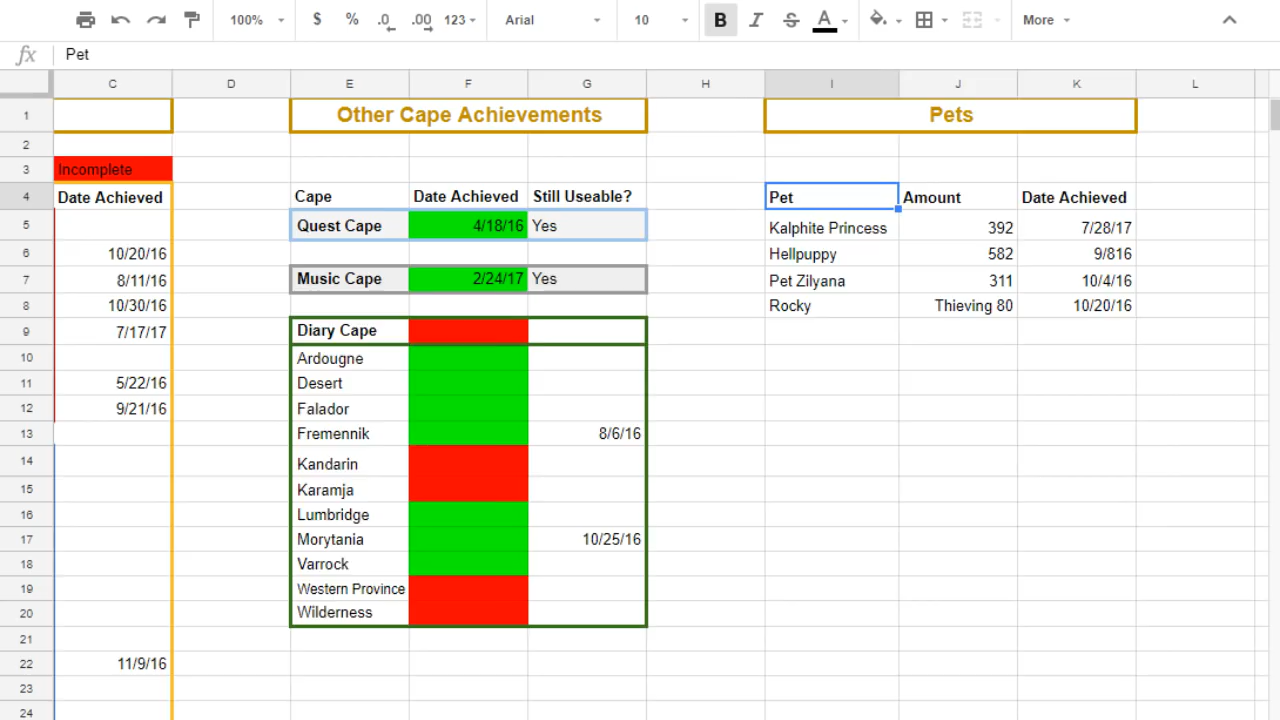 100% $ % .0 .00 123 Arial 10 B I S A More
fx Pet
C D E F G H I J K L
1 Other Cape Achievements Pets
2
3 Incomplete
4 Date Achieved Cape Date Achieved Still Useable? Pet Amount Date Achieved
5 Quest Cape 4/18/16 Yes Kalphite Princess 392 7/28/17
6 10/20/16 Hellpuppy 582 9/816
7 8/11/16 Music Cape 2/24/17 Yes Pet Zilyana 311 10/4/16
8 10/30/16 Rocky Thieving 80 10/20/16
9 7/17/17 Diary Cape
10 Ardougne
11 5/22/16 Desert
12 9/21/16 Falador
13 Fremennik 8/6/16
14 Kandarin
15 Karamja
16 Lumbridge
17 Morytania 10/25/16
18 Varrock
19 Western Province
20 Wilderness
21
22 11/9/16
23
24